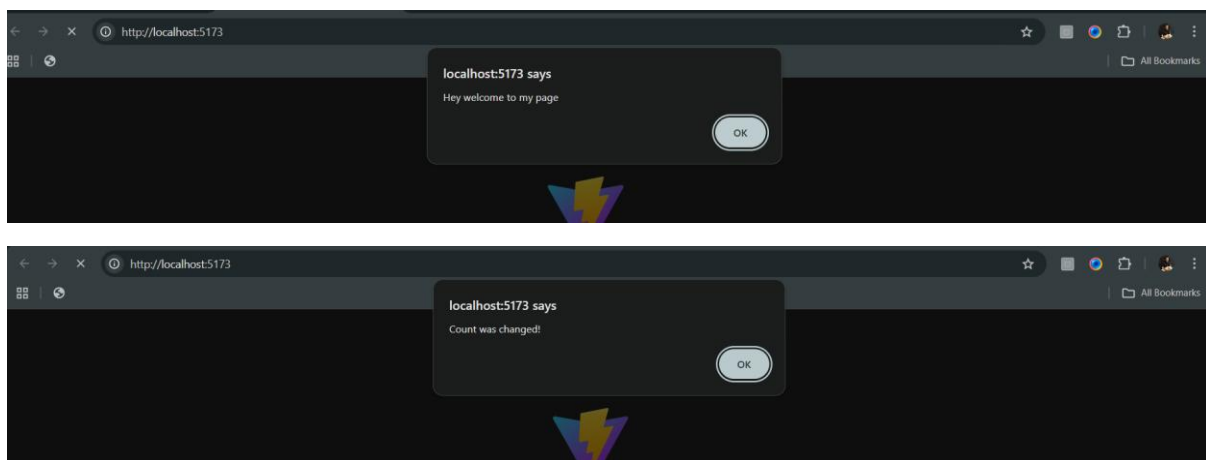 http://localhost:5173
All Bookmarks
localhost:5173 says
Hey welcome to my page
OK
http://localhost:5173
All Bookmarks
localhost:5173 says
Count was changed!
OK